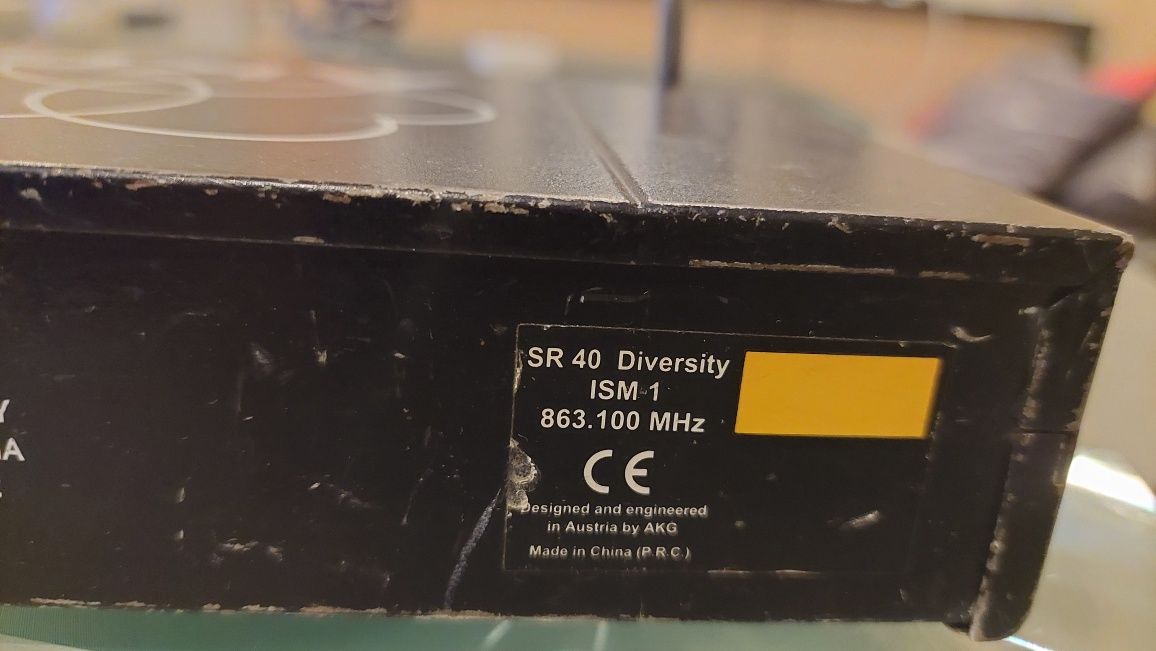 SR 40 Diversity
ISM-1
863.100 MHz
CE
Designed and engineered
in Austria by AKG
Made in China (P.R.C.)